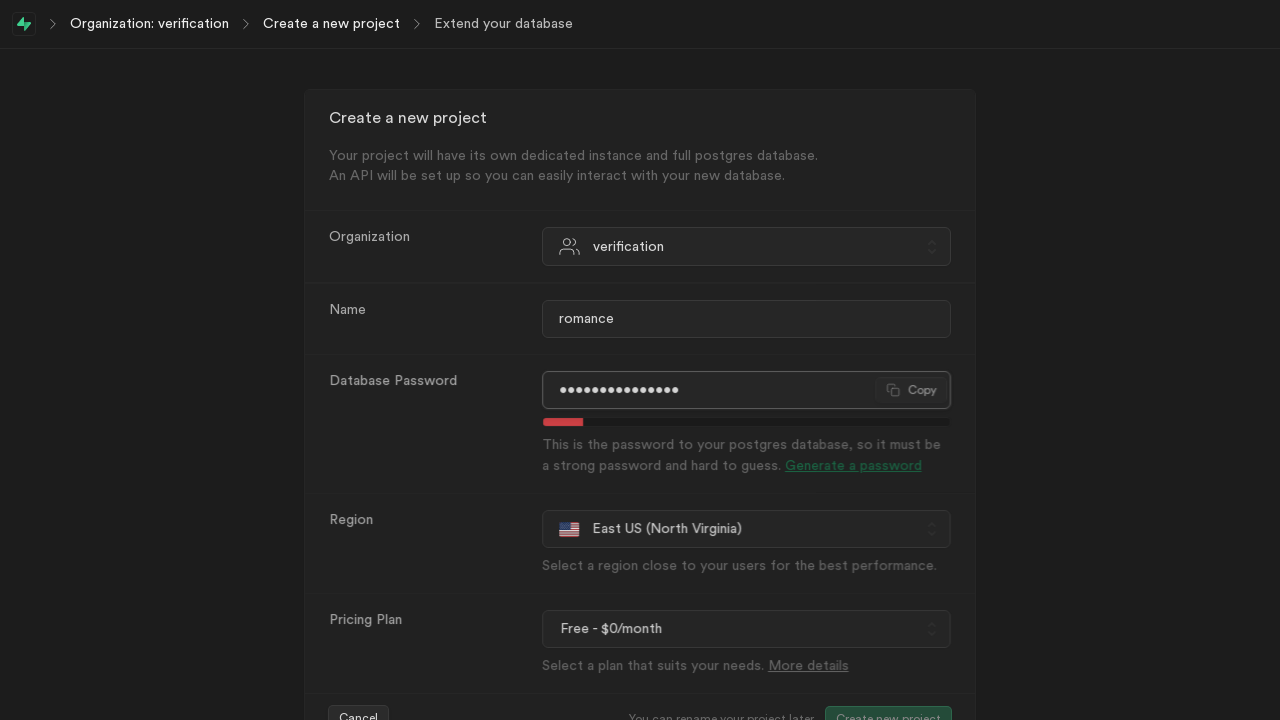 Organization: verification
Create a new project
Extend your database
Create a new project
Your project will have its own dedicated instance and full postgres database.
An API will be set up so you can easily interact with your new database.
Organization
verification
Name
romance
Database Password
•••••••••••••••
Copy
This is the password to your postgres database, so it must be
a strong password and hard to guess. Generate a password
Region
East US (North Virginia)
Select a region close to your users for the best performance.
Pricing Plan
Free - $0/month
Select a plan that suits your needs. More details
Cancel
You can rename your project later
Create new project